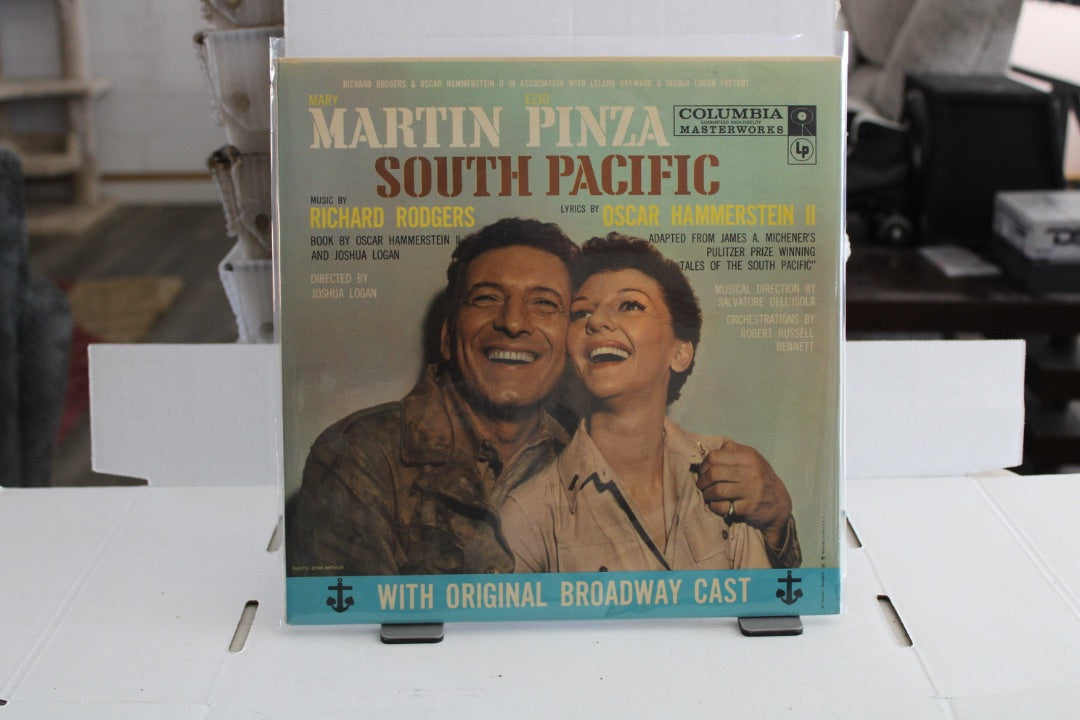 RICHARD RODGERS & OSCAR HAMMERSTEIN II IN ASSOCIATION WITH LELAND HAYWARD & JOSHUA LOGAN PRESENT
MARY EZIO
MARTIN PINZA
COLUMBIA
GUARANTEED HIGH-FIDELITY
MASTERWORKS
Lp
SOUTH PACIFIC
MUSIC BY
RICHARD RODGERS
LYRICS BY OSCAR HAMMERSTEIN II
BOOK BY OSCAR HAMMERSTEIN II
AND JOSHUA LOGAN
ADAPTED FROM JAMES A. MICHENER'S
PULITZER PRIZE WINNING
"TALES OF THE SOUTH PACIFIC"
DIRECTED BY
JOSHUA LOGAN
MUSICAL DIRECTION BY
SALVATORE DELL'ISOLA
ORCHESTRATIONS BY
ROBERT RUSSELL
BENNETT
WITH ORIGINAL BROADWAY CAST